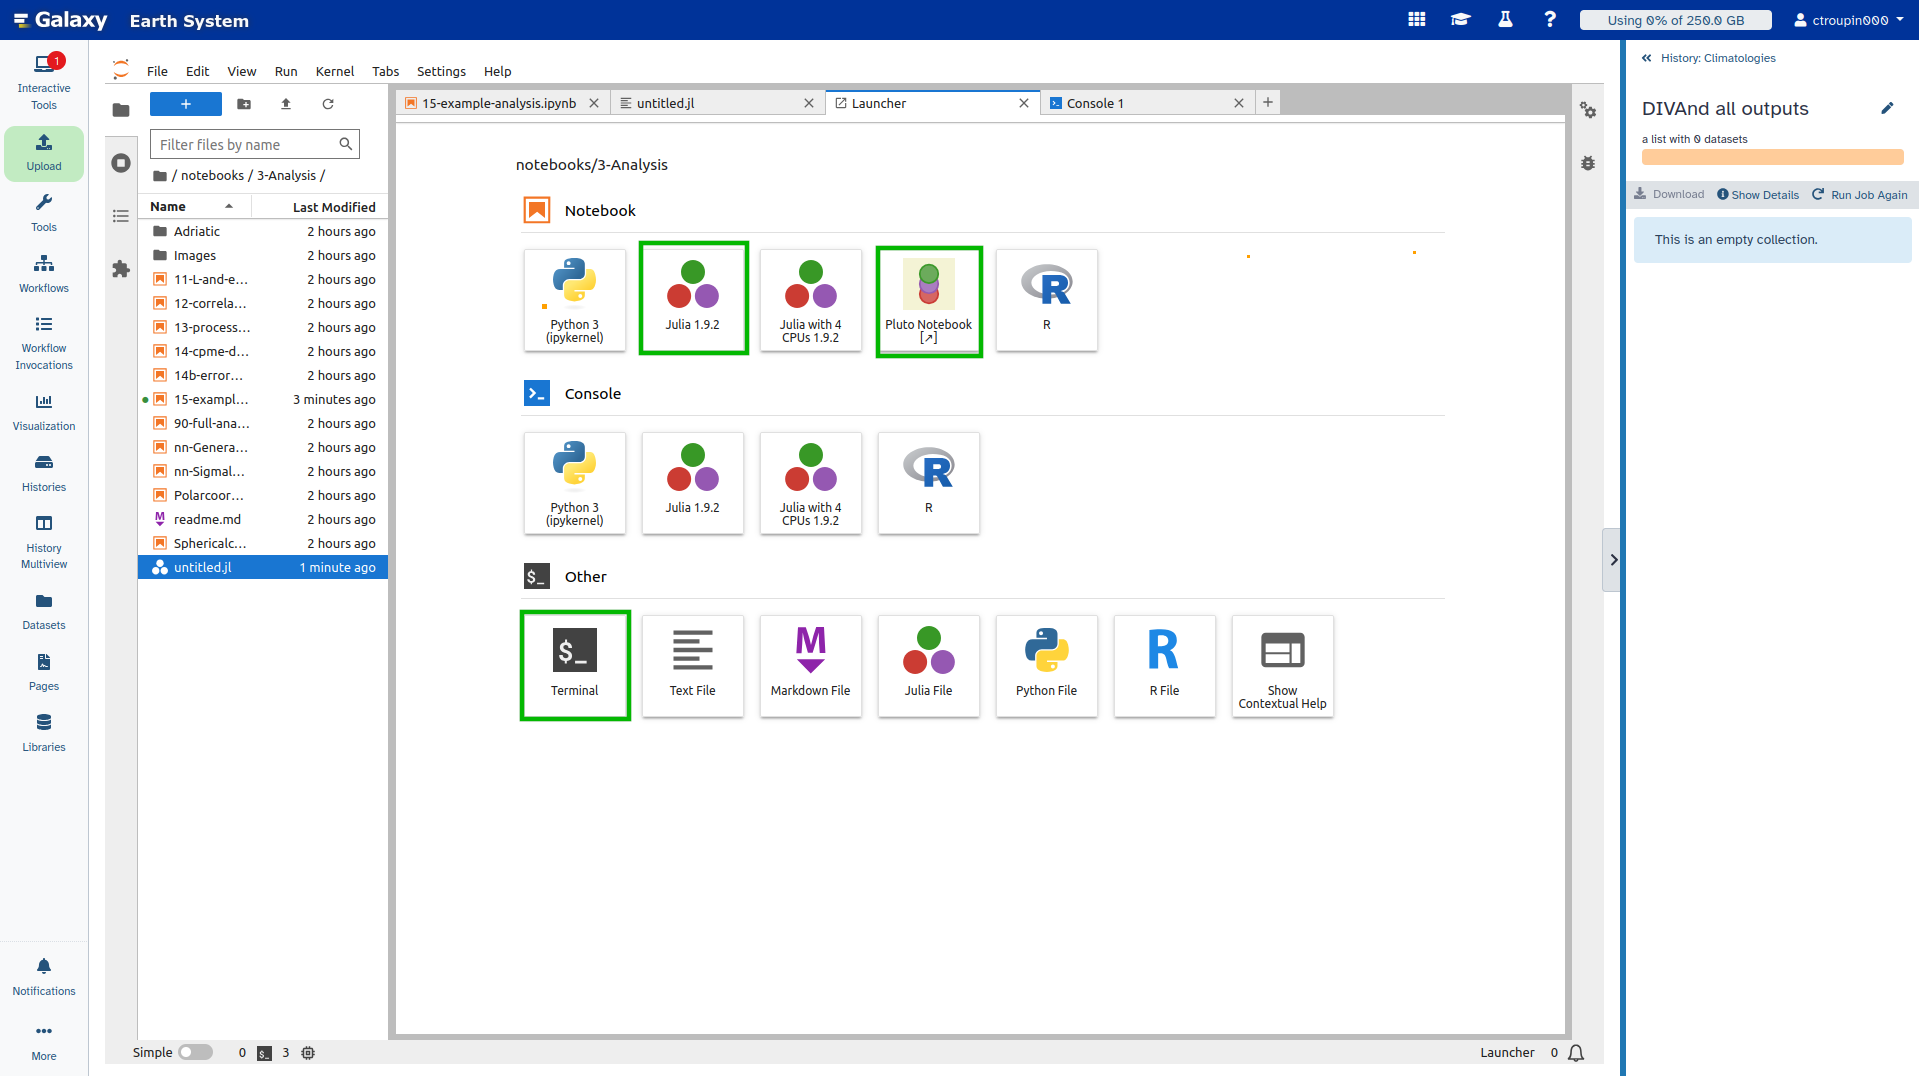 Galaxy Earth System
Using 0% of 250.0 GB
ctroupin000
1
Interactive
Tools
Upload
Tools
Workflows
Workflow
Invocations
Visualization
Histories
History
Multiview
Datasets
Pages
Libraries
Notifications
More
File Edit View Run Kernel Tabs Settings Help
+
Filter files by name
/ notebooks / 3-Analysis /
Name Last Modified
Adriatic 2 hours ago
Images 2 hours ago
11-L-and-e... 2 hours ago
12-correla... 2 hours ago
13-process... 2 hours ago
14-cpme-d... 2 hours ago
14b-error... 2 hours ago
15-exampl... 3 minutes ago
90-full-ana... 2 hours ago
nn-Genera... 2 hours ago
nn-Sigmal... 2 hours ago
Polarcoor... 2 hours ago
readme.md 2 hours ago
Sphericalc... 2 hours ago
untitled.jl 1 minute ago
15-example-analysis.ipynb
untitled.jl
Launcher
Console 1
notebooks/3-Analysis
Notebook
Python 3
(ipykernel)
Julia 1.9.2
Julia with 4
CPUs 1.9.2
Pluto Notebook
[↗]
R
Console
Python 3
(ipykernel)
Julia 1.9.2
Julia with 4
CPUs 1.9.2
R
$_ Other
$_
Terminal
Text File
M
Markdown File
Julia File
Python File
R
R File
Show
Contextual Help
Simple 0 $_ 3
Launcher 0
« History: Climatologies
DIVAnd all outputs
a list with 0 datasets
Download Show Details Run Job Again
This is an empty collection.